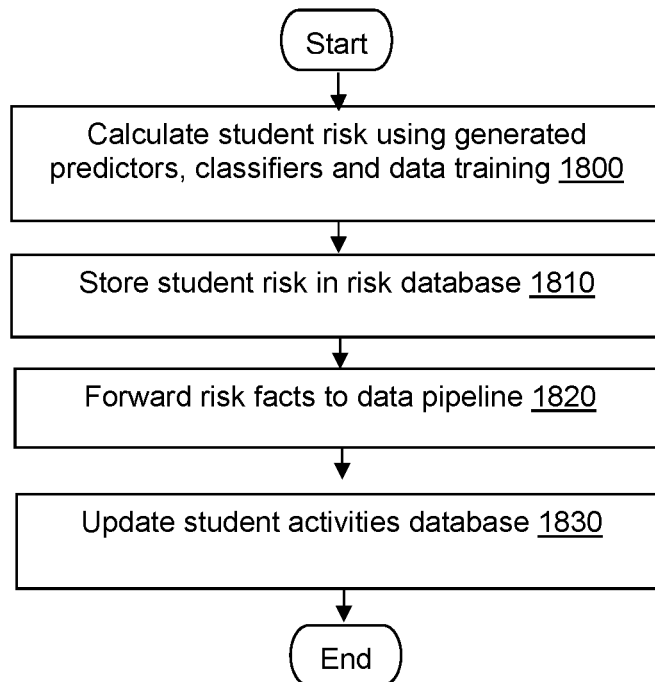 Start
Calculate student risk using generated
predictors, classifiers and data training 1800
Store student risk in risk database 1810
Forward risk facts to data pipeline 1820
Update student activities database 1830
End